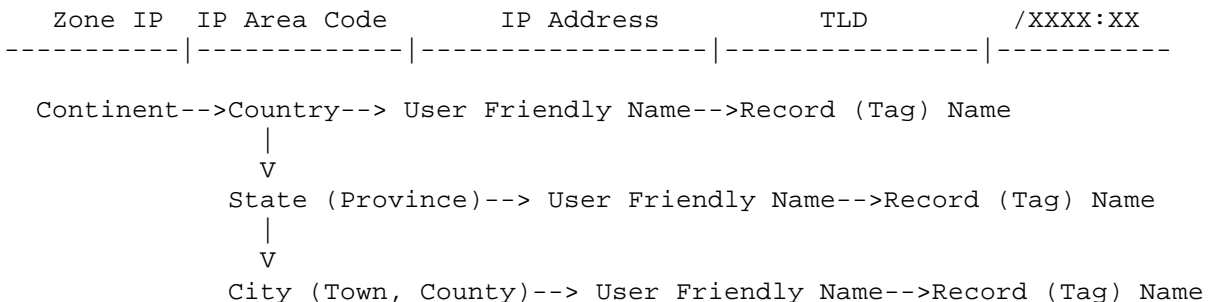 Zone IP IP Area Code IP Address TLD /XXXX:XX
-----------|-------------|------------------|----------------|-----------
Continent-->Country--> User Friendly Name-->Record (Tag) Name
|
V
State (Province)--> User Friendly Name-->Record (Tag) Name
|
V
City (Town, County)--> User Friendly Name-->Record (Tag) Name